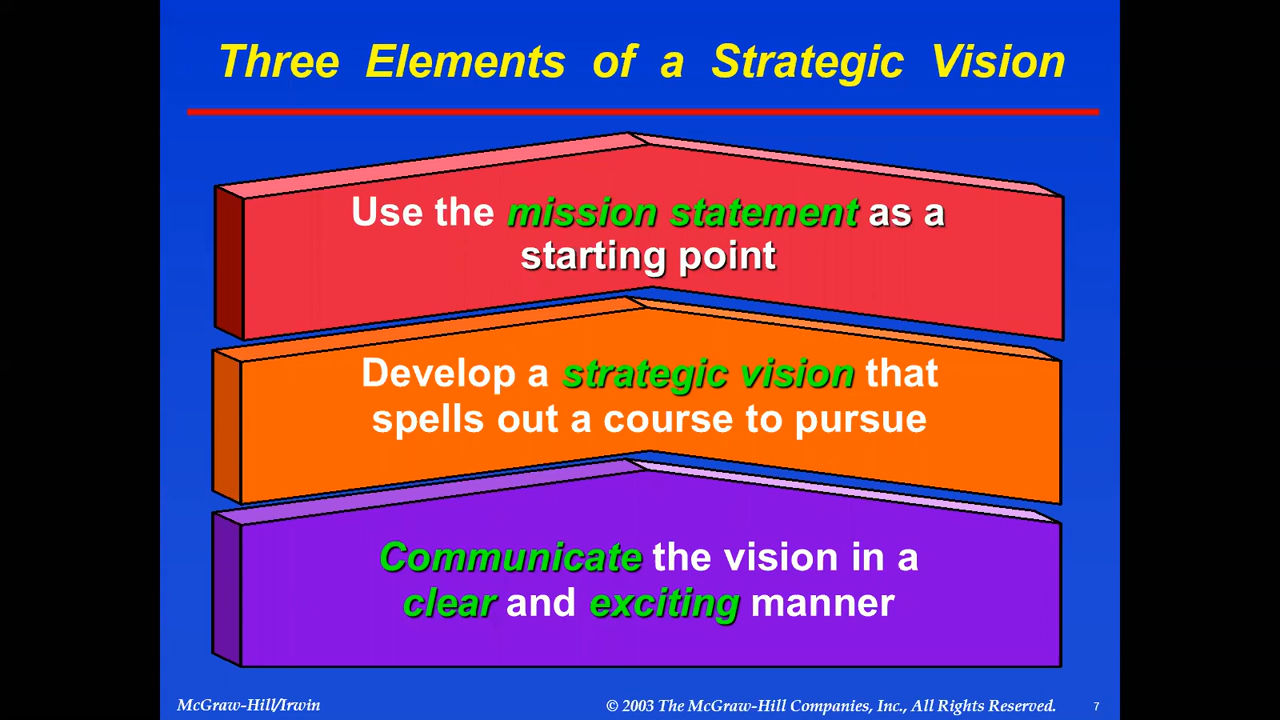 Three Elements of a Strategic Vision
Use the mission statement as a
starting point
Develop a strategic vision that
spells out a course to pursue
Communicate the vision in a
clear and exciting manner
McGraw-Hill/Irwin
© 2003 The McGraw-Hill Companies, Inc., All Rights Reserved.
7